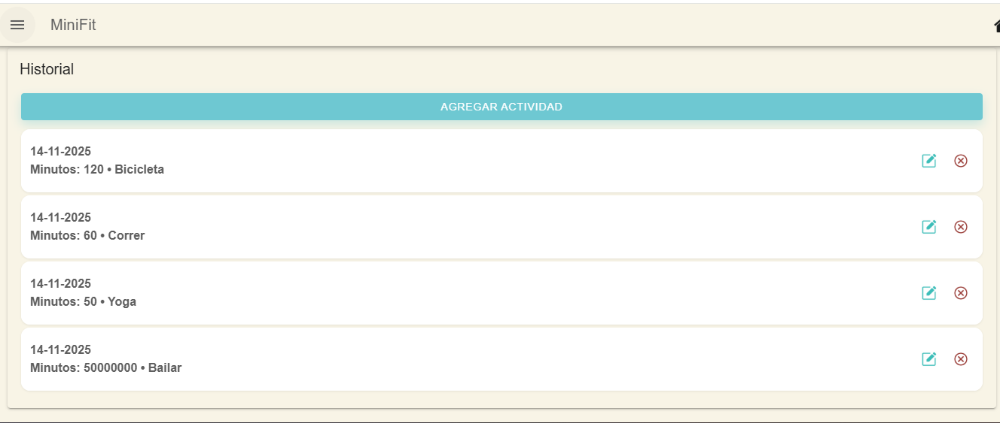 MiniFit
Historial
AGREGAR ACTIVIDAD
14-11-2025
Minutos: 120 • Bicicleta
14-11-2025
Minutos: 60 • Correr
14-11-2025
Minutos: 50 • Yoga
14-11-2025
Minutos: 50000000 • Bailar